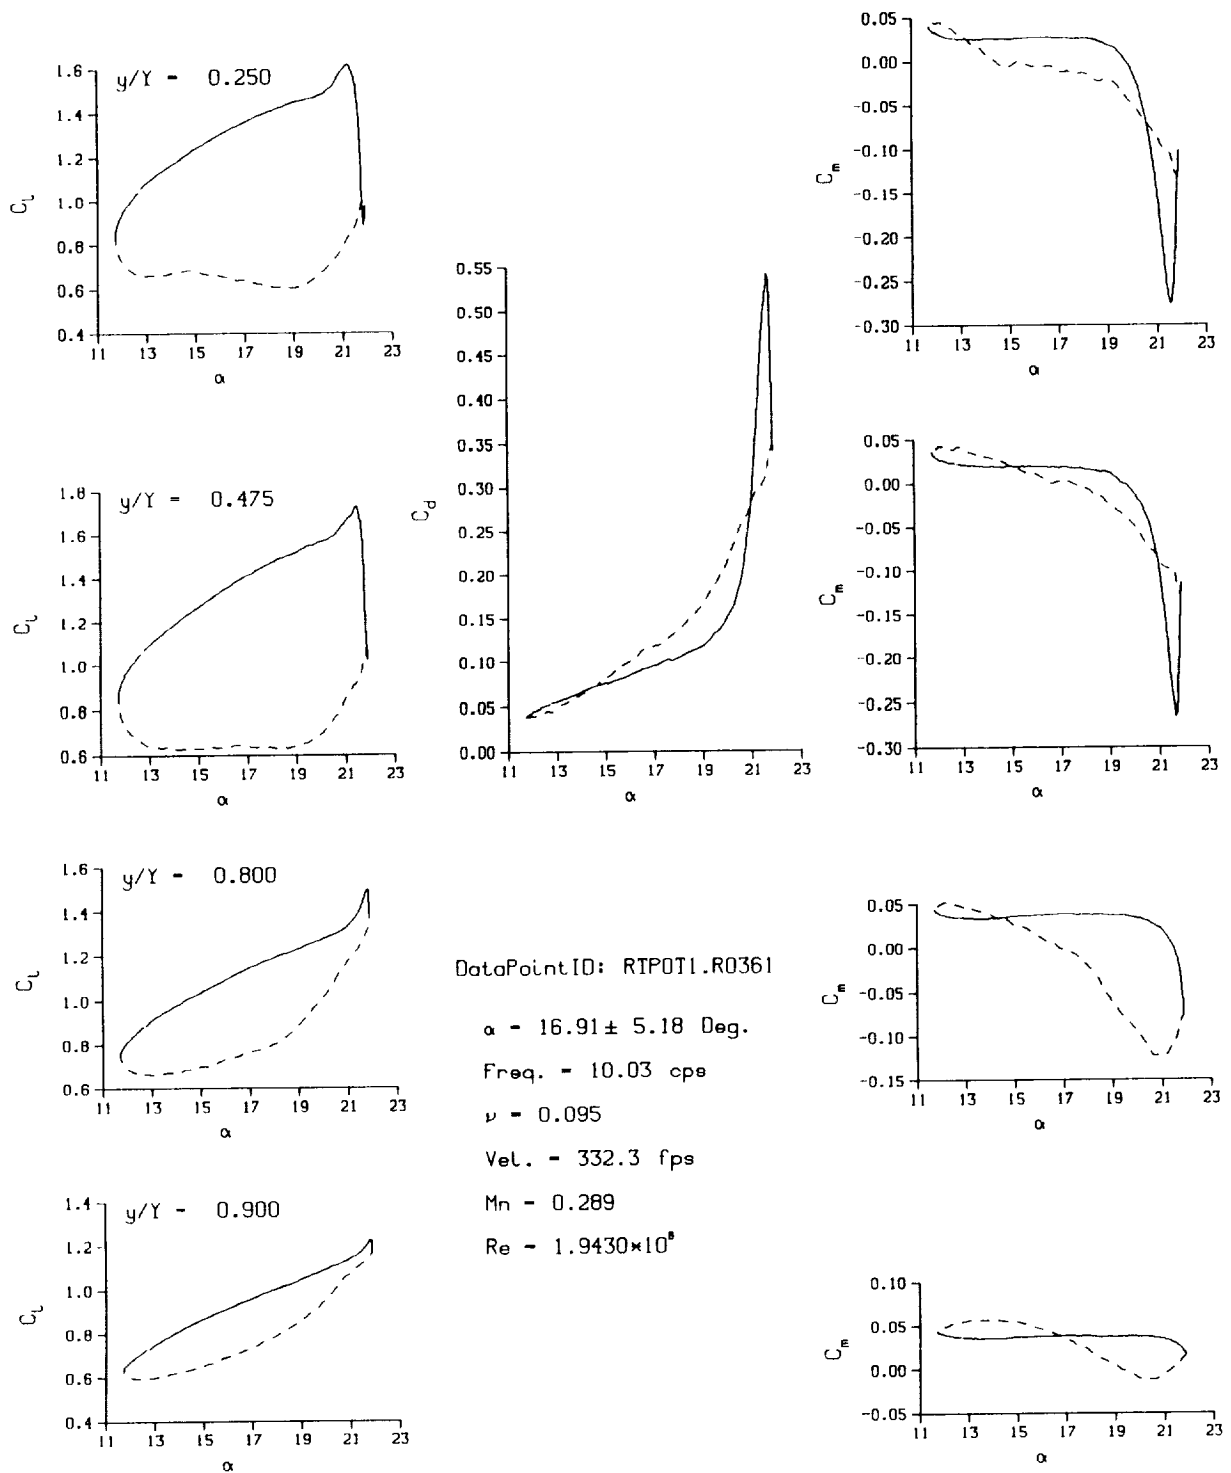 y/Y = 0.250
1.6
1.4
1.2
1.0
0.8
0.6
0.4
C_l
11 13 15 17 19 21 23
α
0.05
0.00
-0.05
-0.10
-0.15
-0.20
-0.25
-0.30
C_m
11 13 15 17 19 21 23
α
0.55
0.50
0.45
0.40
0.35
0.30
0.25
0.20
0.15
0.10
0.05
0.00
C_d
11 13 15 17 19 21 23
α
y/Y = 0.475
1.8
1.6
1.4
1.2
1.0
0.8
0.6
C_l
11 13 15 17 19 21 23
α
0.05
0.00
-0.05
-0.10
-0.15
-0.20
-0.25
-0.30
C_m
11 13 15 17 19 21 23
α
y/Y = 0.800
1.6
1.4
1.2
1.0
0.8
0.6
C_l
11 13 15 17 19 21 23
α
0.05
0.00
-0.05
-0.10
-0.15
C_m
11 13 15 17 19 21 23
α
DataPointID: RTPOT1.R0361
α = 16.91± 5.18 Deg.
Freq. = 10.03 cps
ν = 0.095
Vel. = 332.3 fps
Mn = 0.289
Re = 1.9430×10⁶
y/Y = 0.900
1.4
1.2
1.0
0.8
0.6
0.4
C_l
11 13 15 17 19 21 23
α
0.10
0.05
0.00
-0.05
C_m
11 13 15 17 19 21 23
α